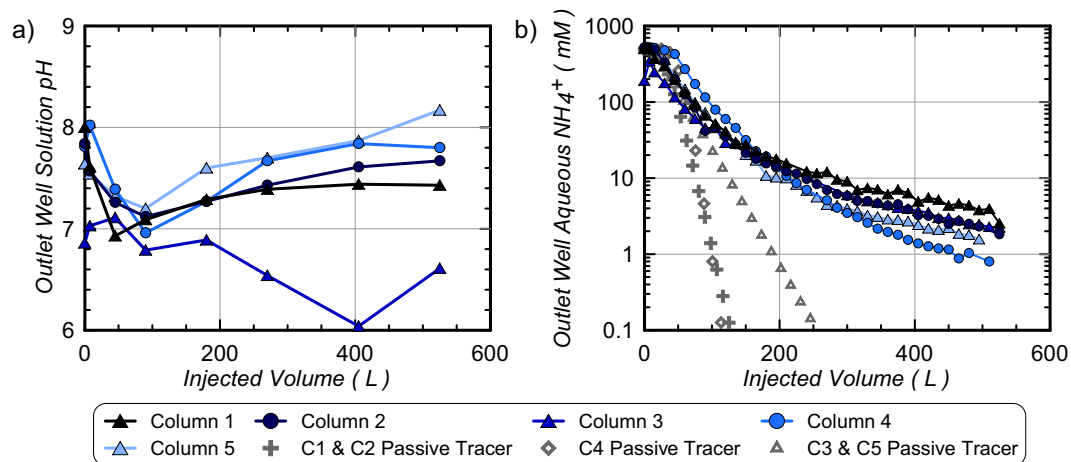 a)
Outlet Well Solution pH
9
8
7
6
0
200
400
600
Injected Volume ( L )
b)
Outlet Well Aqueous NH4+ ( mM )
1000
100
10
1
0.1
0
200
400
600
Injected Volume ( L )
Column 1
Column 2
Column 3
Column 4
Column 5
C1 & C2 Passive Tracer
C4 Passive Tracer
C3 & C5 Passive Tracer